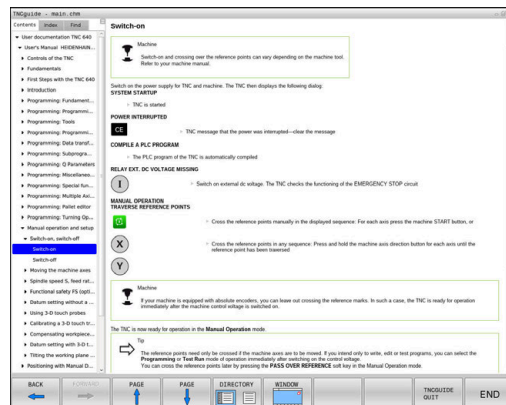 TNCguide - main.chm
Contents Index Find
User documentation TNC 640
User's Manual HEIDENHAIN...
Controls of the TNC
Fundamentals
First Steps with the TNC 640
Introduction
Programming: Fundament...
Programming: Programmi...
Programming: Tools
Programming: Programmi...
Programming: Data transf...
Programming: Subprogra...
Programming: Q Parameters
Programming: Miscellaneo...
Programming: Special fun...
Programming: Multiple Axi...
Programming: Pallet editor
Programming: Turning Op...
Manual operation and setup
Switch-on, switch-off
Switch-on
Switch-off
Moving the machine axes
Spindle speed S, feed rat...
Functional safety FS (opti...
Datum setting without a ...
Using 3-D touch probes
Calibrating a 3-D touch tr...
Compensating workpiece...
Datum setting with 3-D t...
Tilting the working plane ...
Positioning with Manual D...
Switch-on
Machine
Switch-on and crossing over the reference points can vary depending on the machine tool.
Refer to your machine manual.
Switch on the power supply for TNC and machine. The TNC then displays the following dialog:
SYSTEM STARTUP
TNC is started
POWER INTERRUPTED
CE
TNC message that the power was interrupted—clear the message
COMPILE A PLC PROGRAM
The PLC program of the TNC is automatically compiled
RELAY EXT. DC VOLTAGE MISSING
I
Switch on external dc voltage. The TNC checks the functioning of the EMERGENCY STOP circuit
MANUAL OPERATION
TRAVERSE REFERENCE POINTS
Cross the reference points manually in the displayed sequence: For each axis press the machine START button, or
X
Cross the reference points in any sequence: Press and hold the machine axis direction button for each axis until the
reference point has been traversed
Y
Machine
If your machine is equipped with absolute encoders, you can leave out crossing the reference marks. In such a case, the TNC is ready for operation
immediately after the machine control voltage is switched on.
The TNC is now ready for operation in the Manual Operation mode.
Tip
The reference points need only be crossed if the machine axes are to be moved. If you intend only to write, edit or test programs, you can select the
Programming or Test Run mode of operation immediately after switching on the control voltage.
You can cross the reference points later by pressing the PASS OVER REFERENCE soft key in the Manual Operation mode.
BACK FORWARD PAGE PAGE DIRECTORY WINDOW TNCGUIDE QUIT END